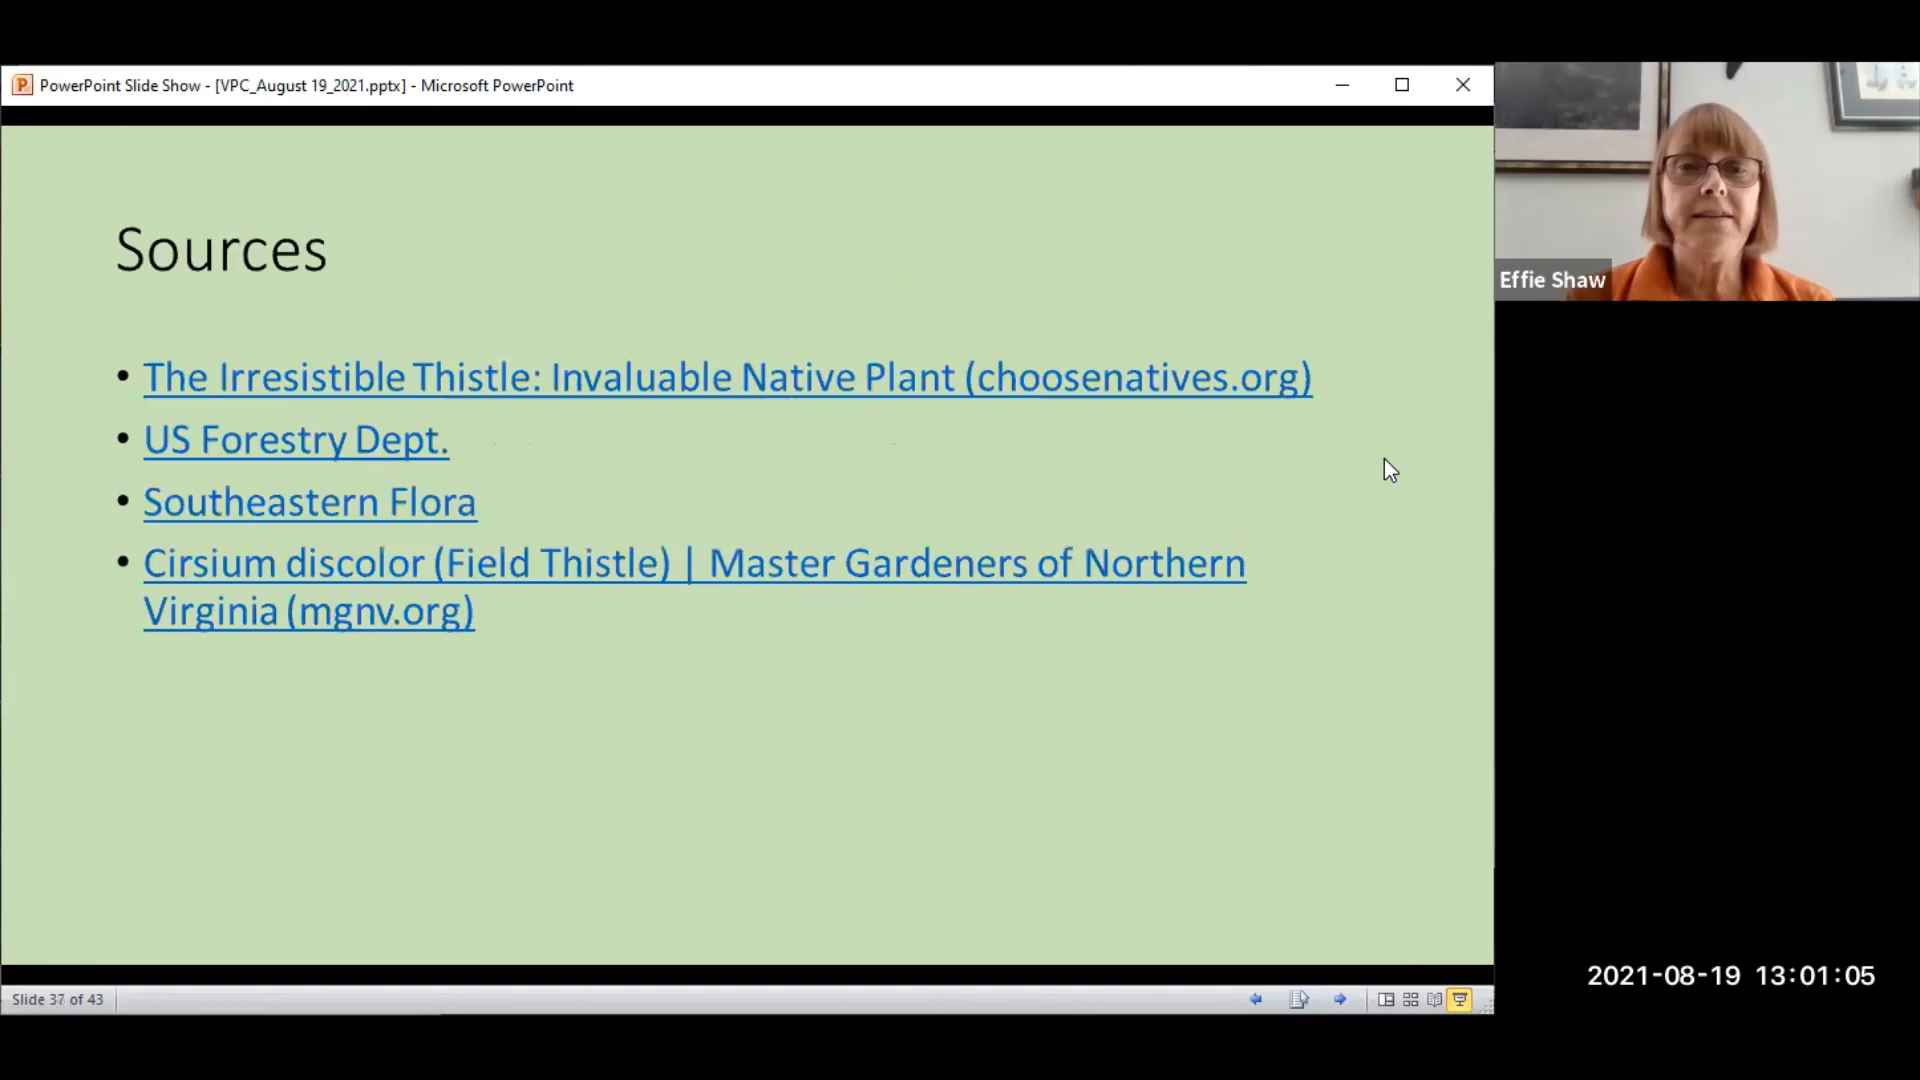 PowerPoint Slide Show - [VPC_August 19_2021.pptx] - Microsoft PowerPoint
Effie Shaw
Sources
• The Irresistible Thistle: Invaluable Native Plant (choosenatives.org)
• US Forestry Dept.
• Southeastern Flora
• Cirsium discolor (Field Thistle) | Master Gardeners of Northern
Virginia (mgnv.org)
2021-08-19 13:01:05
Slide 37 of 43